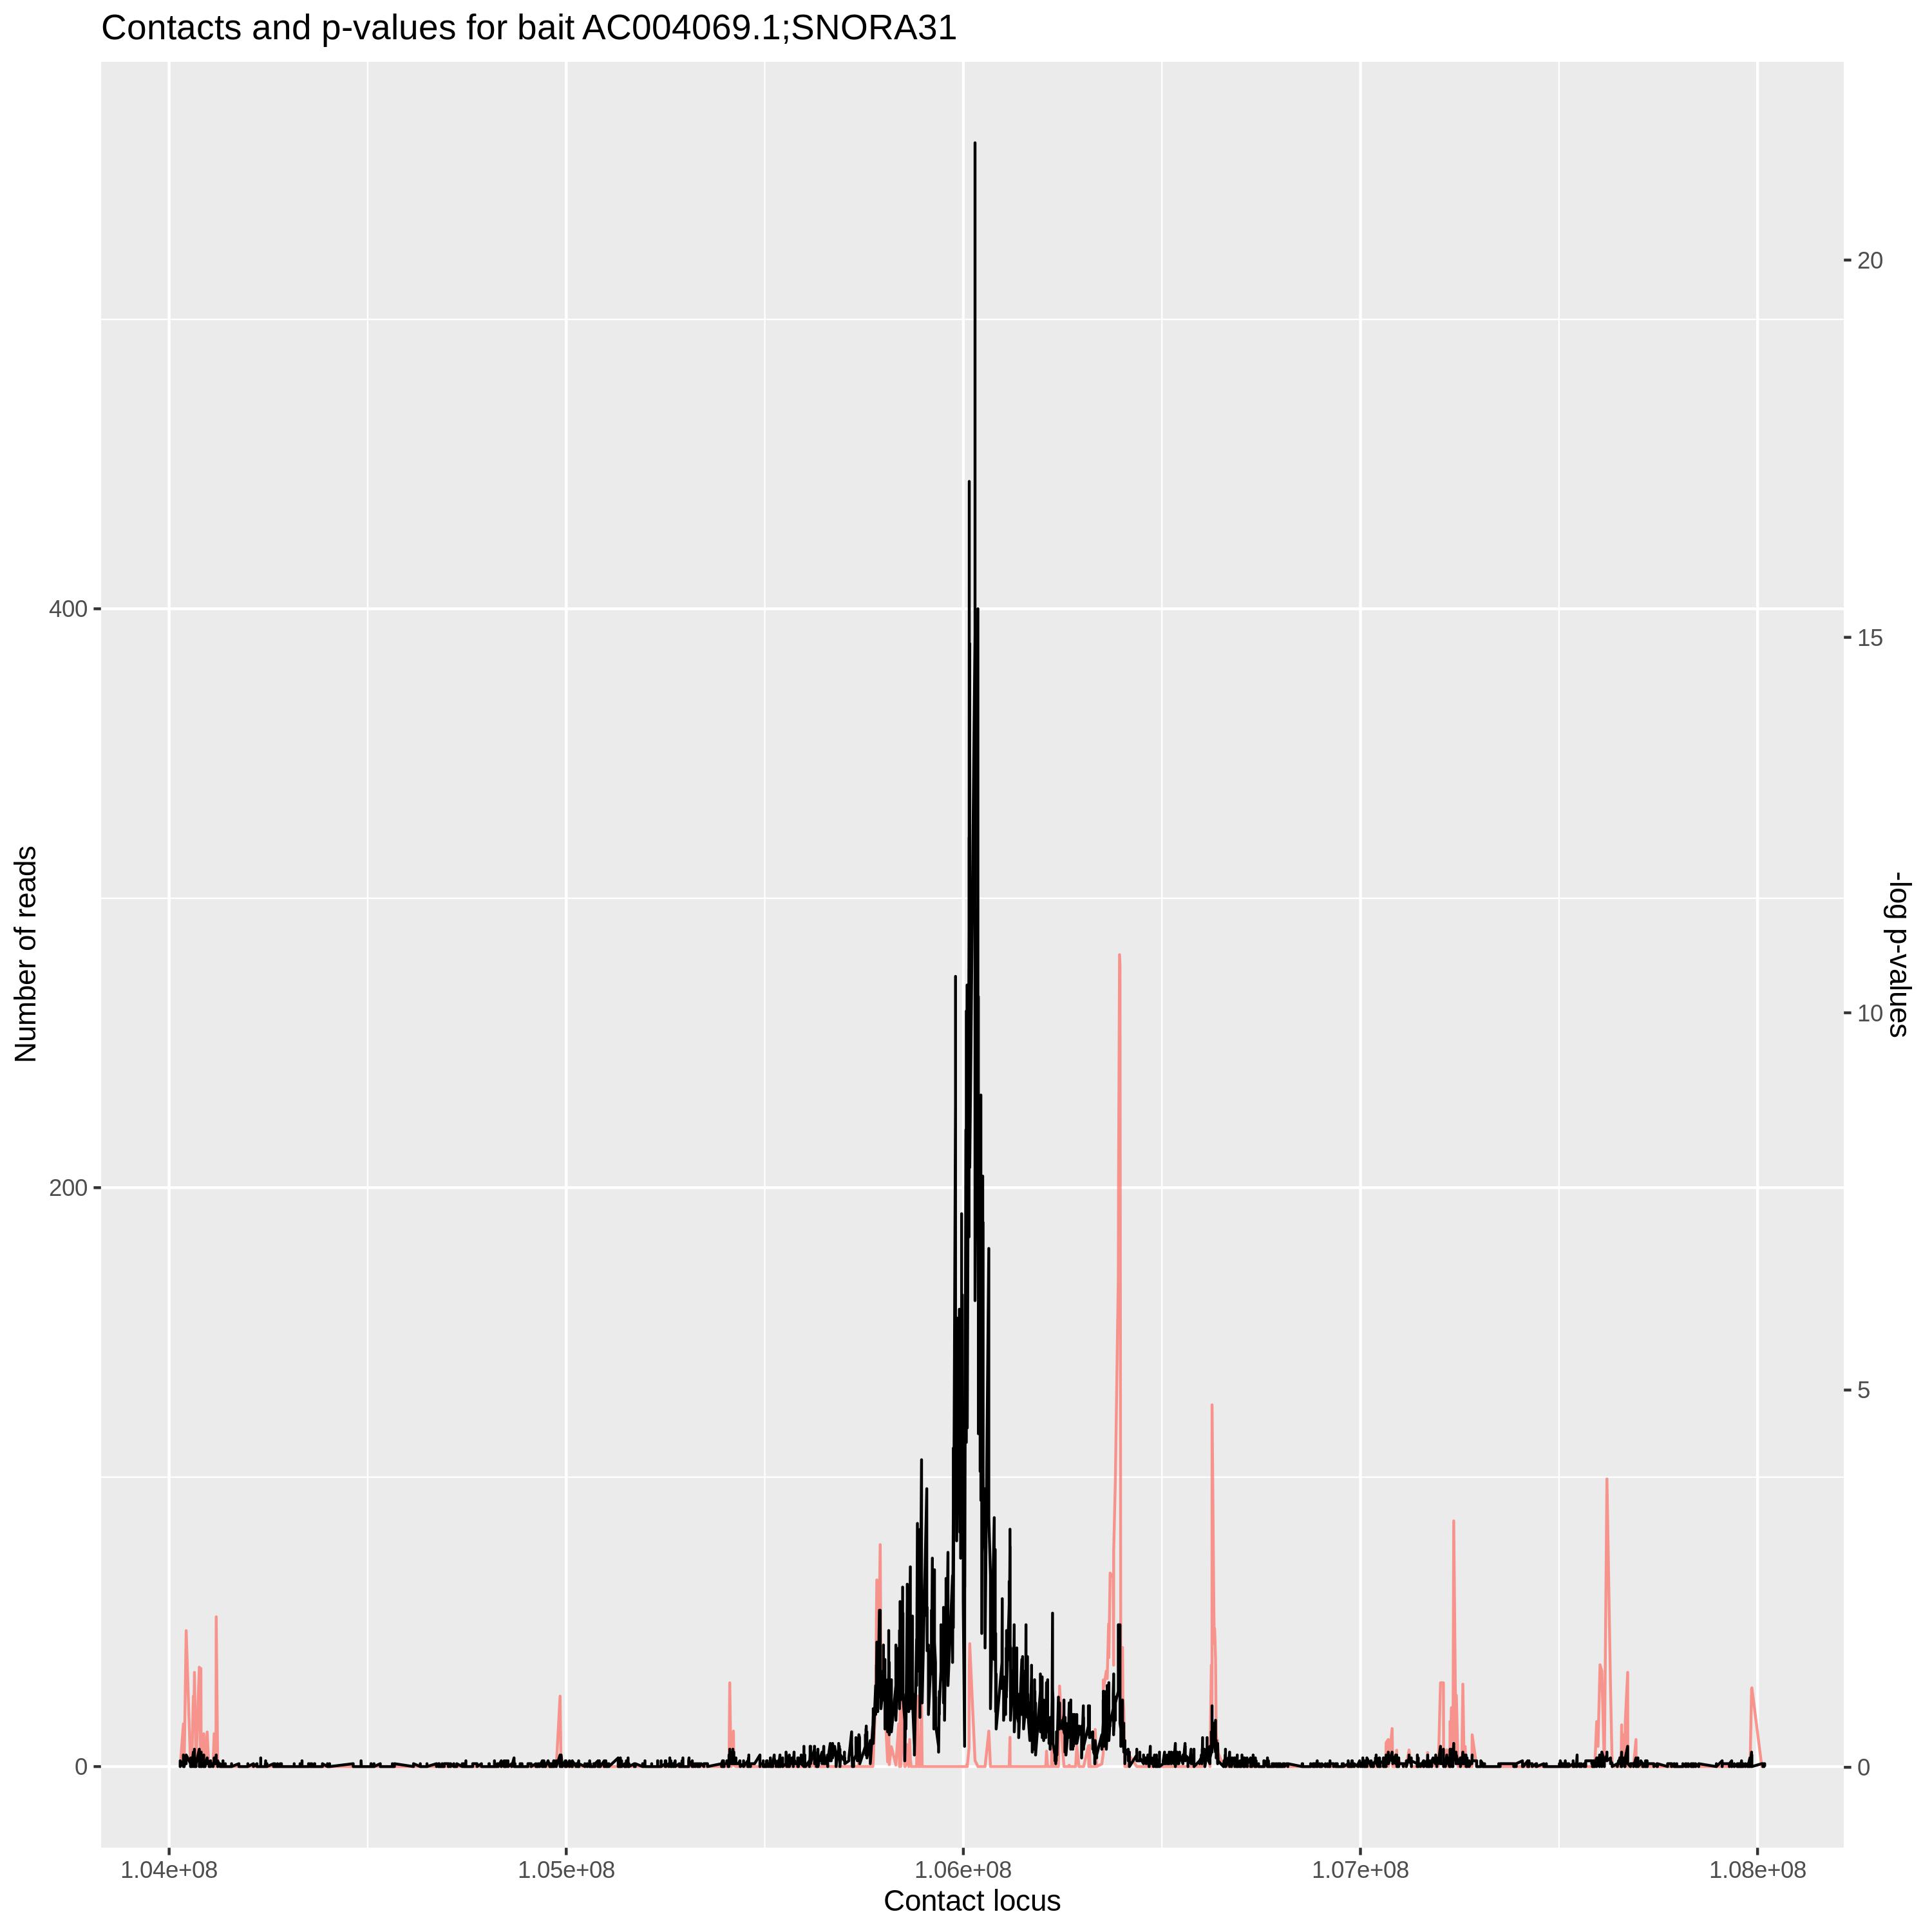 Contacts and p-values for bait AC004069.1;SNORA31
Number of reads
400
200
0
20
15
10
5
0
-log p-values
1.04e+08
1.05e+08
1.06e+08
1.07e+08
1.08e+08
Contact locus